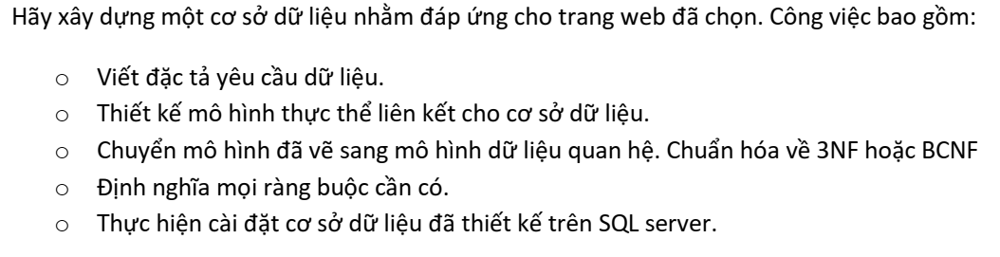 Hãy xây dựng một cơ sở dữ liệu nhằm đáp ứng cho trang web đã chọn. Công việc bao gồm:
o Viết đặc tả yêu cầu dữ liệu.
o Thiết kế mô hình thực thể liên kết cho cơ sở dữ liệu.
o Chuyển mô hình đã vẽ sang mô hình dữ liệu quan hệ. Chuẩn hóa về 3NF hoặc BCNF
o Định nghĩa mọi ràng buộc cần có.
o Thực hiện cài đặt cơ sở dữ liệu đã thiết kế trên SQL server.